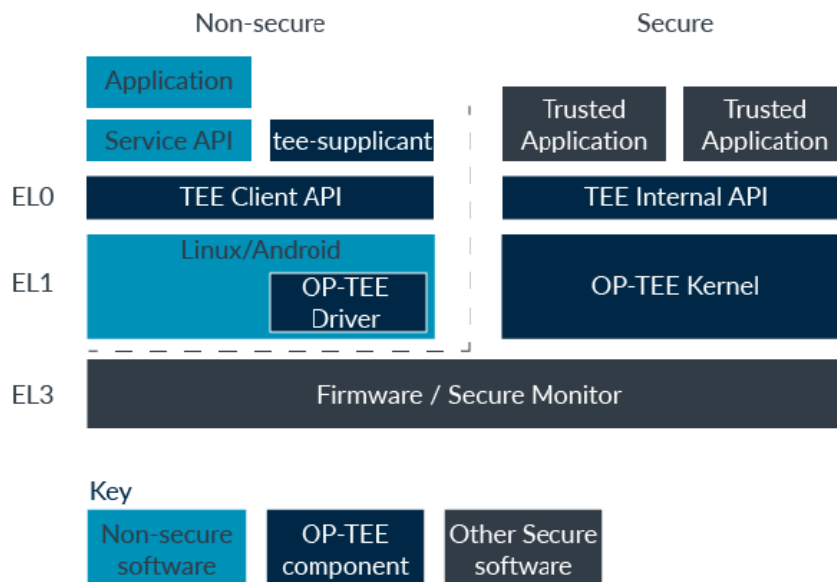 Non-secure
Secure
Application
Service API
tee-supplicant
Trusted
Application
Trusted
Application
EL0
TEE Client API
TEE Internal API
EL1
Linux/Android
OP-TEE
Driver
OP-TEE Kernel
EL3
Firmware / Secure Monitor
Key
Non-secure
software
OP-TEE
component
Other Secure
software